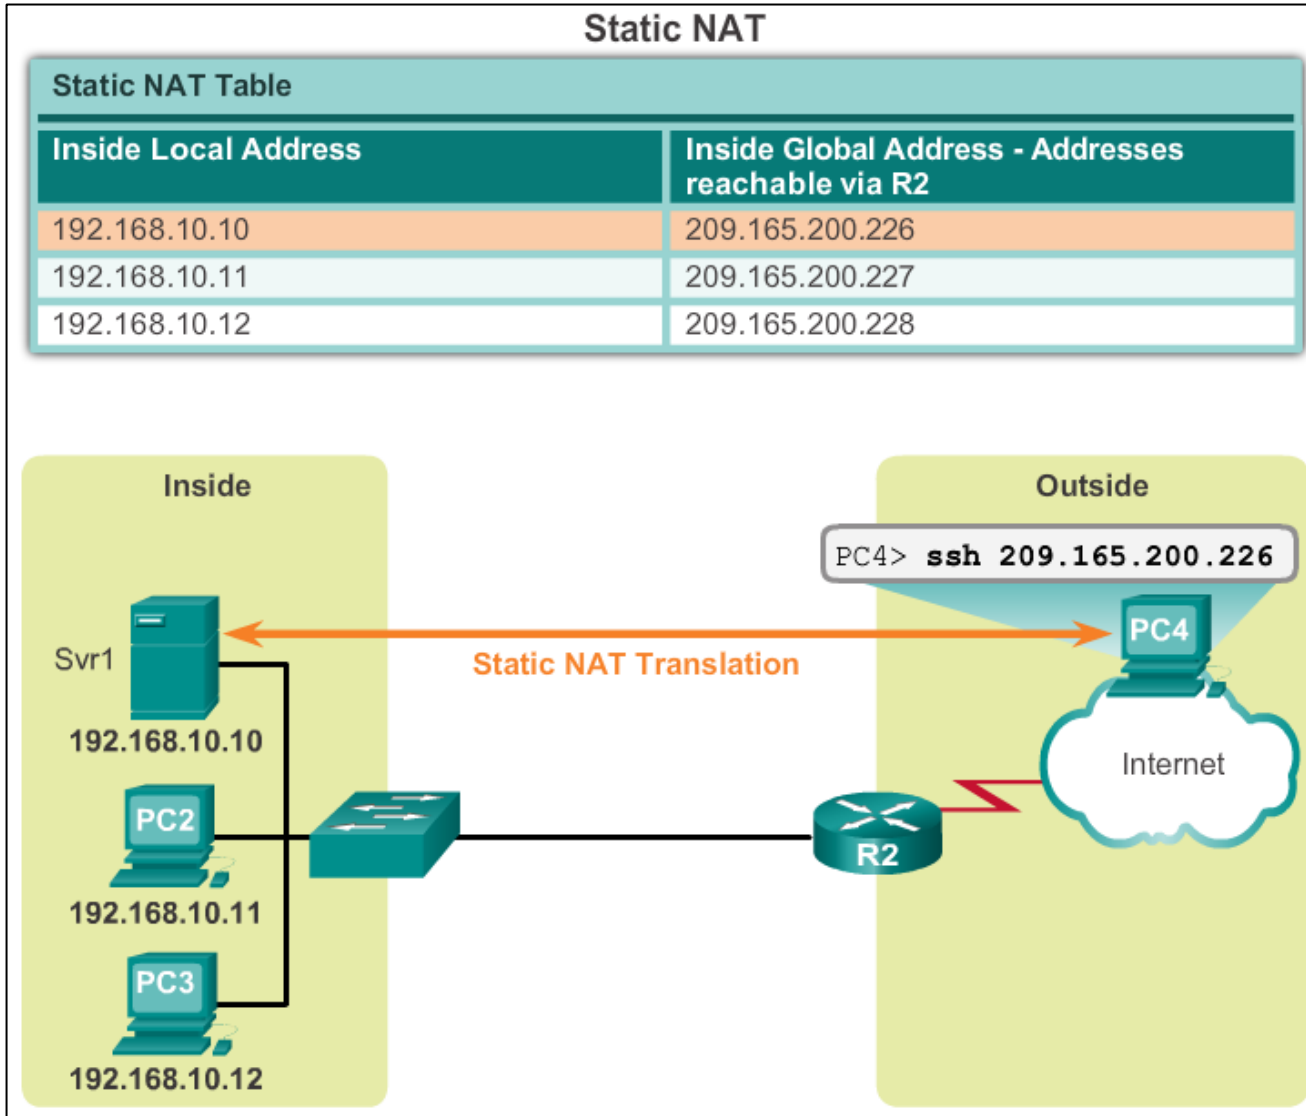 Static NAT
Static NAT Table
Inside Local Address
Inside Global Address - Addresses
reachable via R2
192.168.10.10
209.165.200.226
192.168.10.11
209.165.200.227
192.168.10.12
209.165.200.228
Inside
Outside
PC4> ssh 209.165.200.226
PC4
Svr1
Static NAT Translation
192.168.10.10
Internet
PC2
R2
192.168.10.11
PC3
192.168.10.12